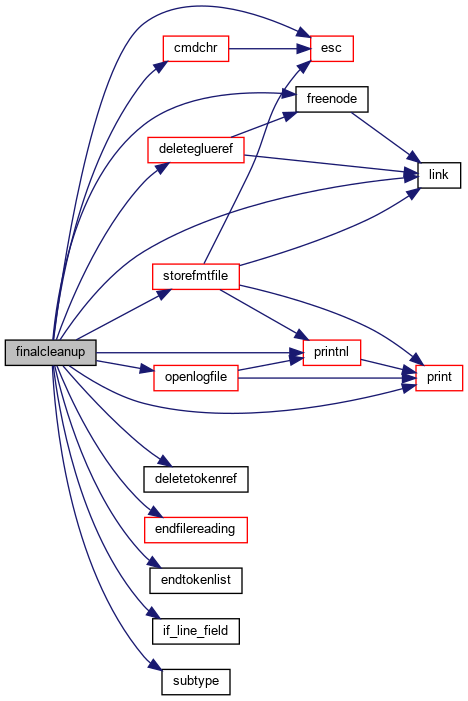 cmdchr
esc
freenode
deleteglueref
link
storefmtfile
finalcleanup
printnl
openlogfile
print
deletetokenref
endfilereading
endtokenlist
if_line_field
subtype